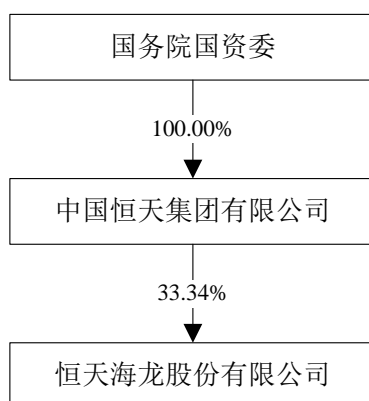 国务院国资委
100.00%
中国恒天集团有限公司
33.34%
恒天海龙股份有限公司